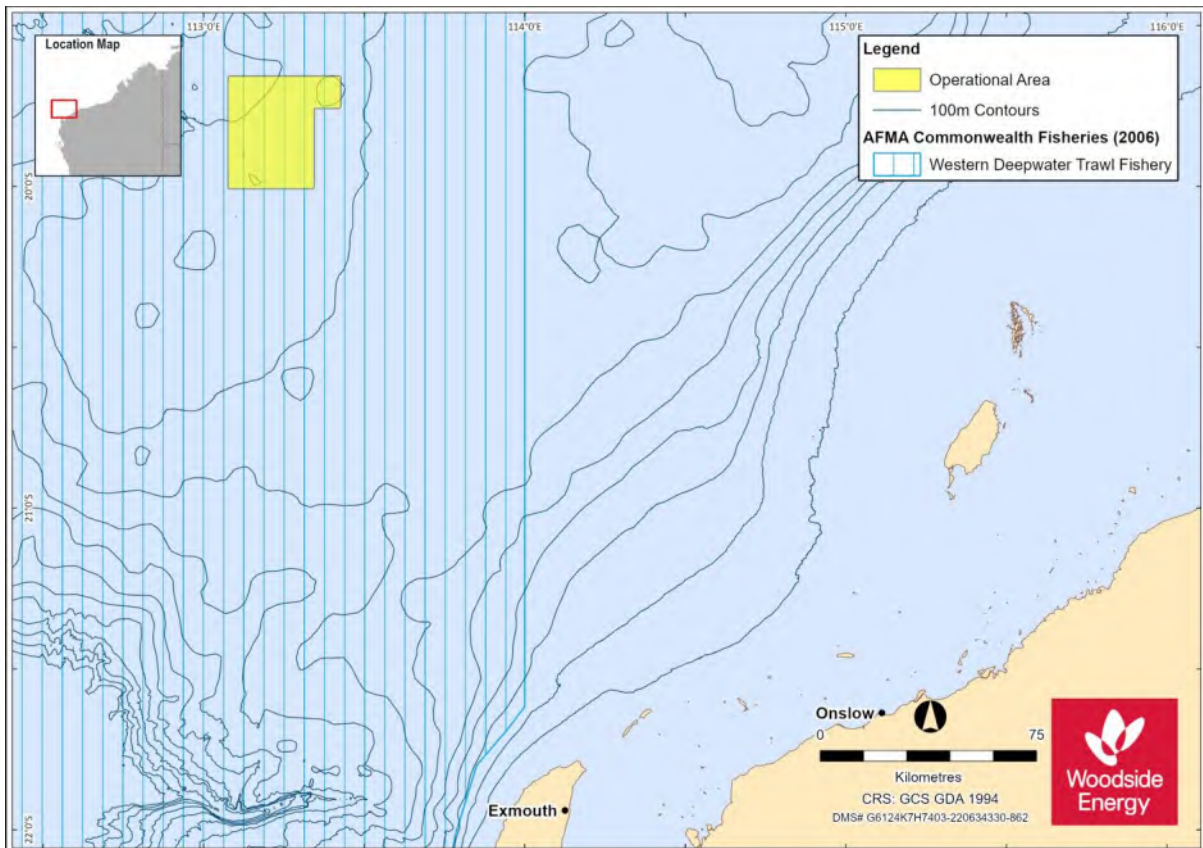 113°0'E
114°0'E
115°0'E
116°0'E
Location Map
Legend
Operational Area
100m Contours
AFMA Commonwealth Fisheries (2006)
Western Deepwater Trawl Fishery
20°0'S
21°0'S
22°0'S
Onslow
Exmouth
0
75
Kilometres
CRS: GCS GDA 1994
DMS# G6124K7H7403-220634330-862
Woodside
Energy